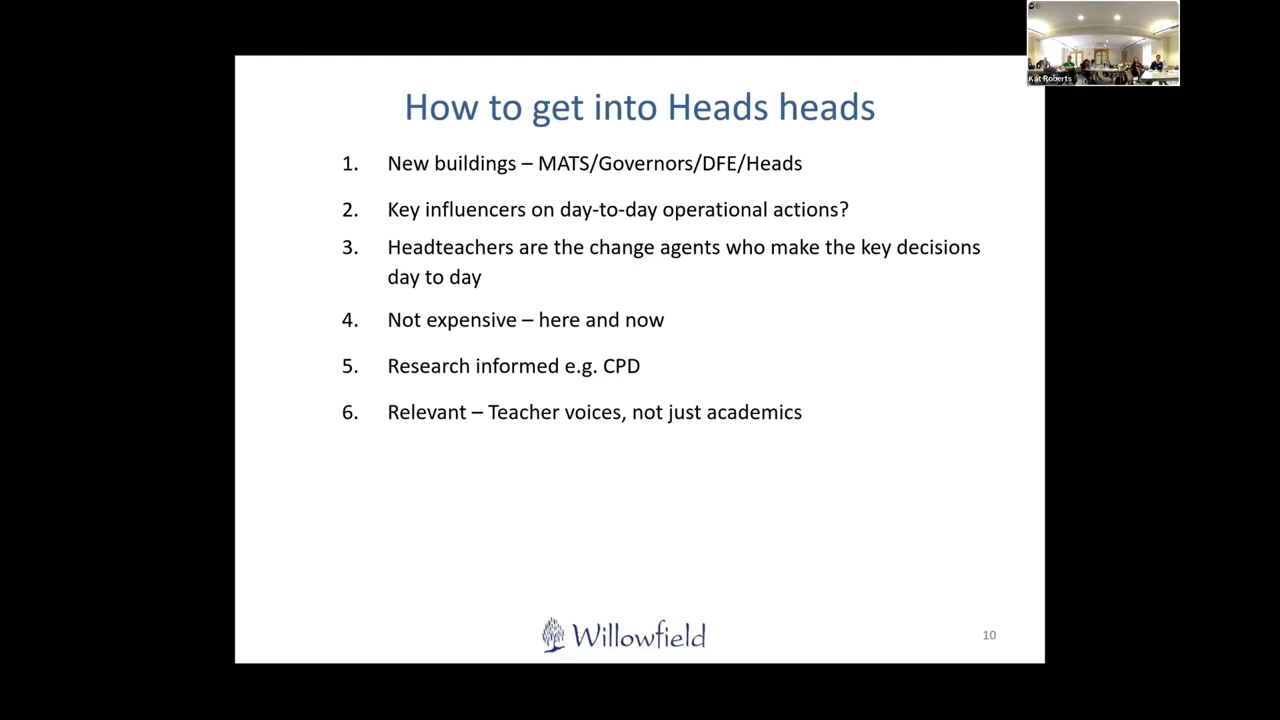 Kat Roberts
How to get into Heads heads
1. New buildings – MATS/Governors/DFE/Heads
2. Key influencers on day-to-day operational actions?
3. Headteachers are the change agents who make the key decisions
day to day
4. Not expensive – here and now
5. Research informed e.g. CPD
6. Relevant – Teacher voices, not just academics
Willowfield
10